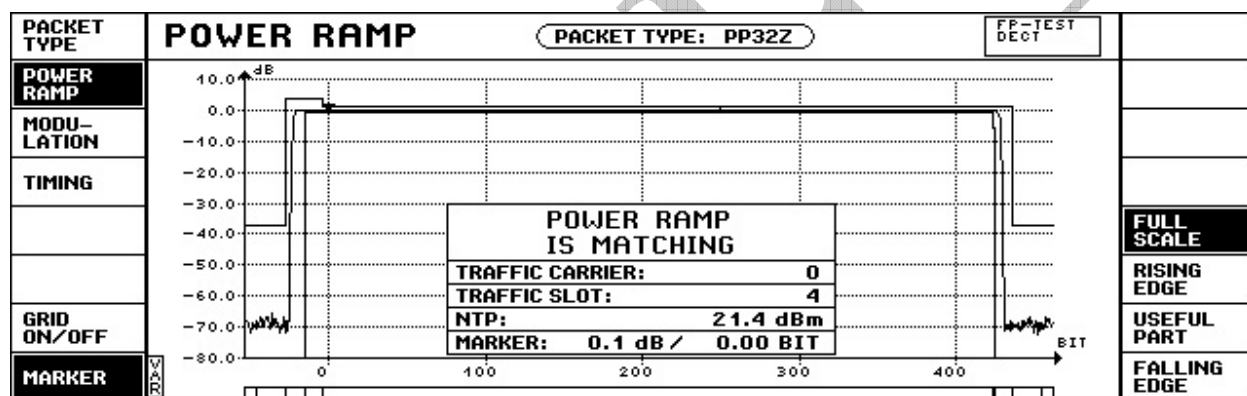 PACKET
TYPE
POWER RAMP
PACKET TYPE: PP32Z
FP-TEST
DECT
POWER
RAMP
MODU-
LATION
TIMING
GRID
ON/OFF
MARKER
dB
10.0
0.0
-10.0
-20.0
-30.0
-40.0
-50.0
-60.0
-70.0
-80.0
POWER RAMP
IS MATCHING
TRAFFIC CARRIER: 0
TRAFFIC SLOT: 4
NTP: 21.4 dBm
MARKER: 0.1 dB / 0.00 BIT
BIT
0 100 200 300 400
FULL
SCALE
RISING
EDGE
USEFUL
PART
FALLING
EDGE